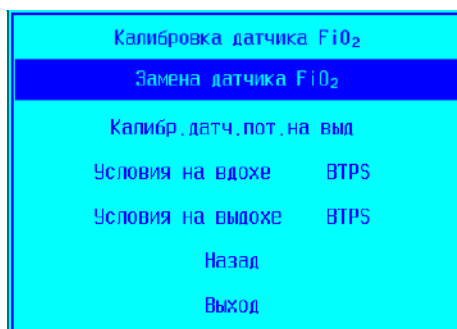 Калибровка датчика FiO₂
Замена датчика FiO₂
Калибр.датч.пот.на выд
Условия на вдохе BTPS
Условия на выдохе BTPS
Назад
Выход